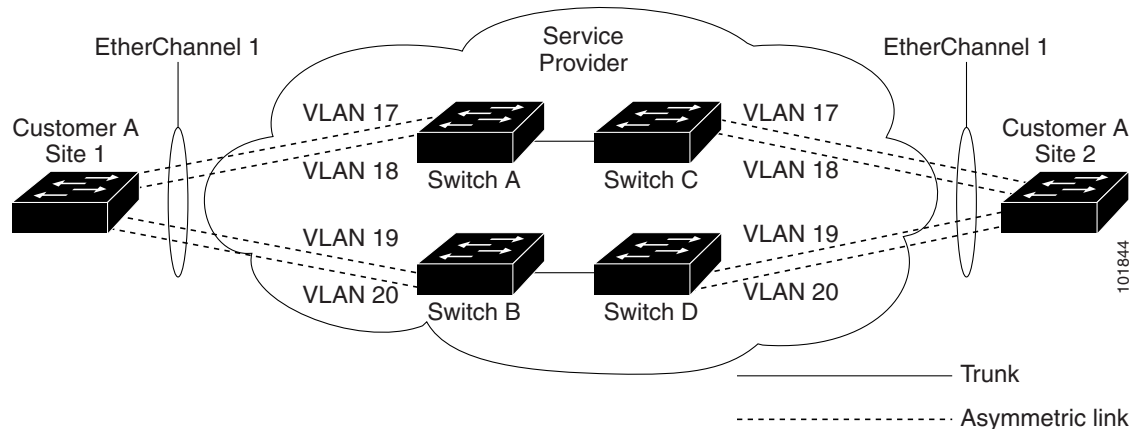 EtherChannel 1
Service
Provider
EtherChannel 1
Customer A
Site 1
VLAN 17
VLAN 18
Switch A
Switch C
VLAN 17
VLAN 18
Customer A
Site 2
VLAN 19
VLAN 20
Switch B
Switch D
VLAN 19
VLAN 20
101844
Trunk
Asymmetric link